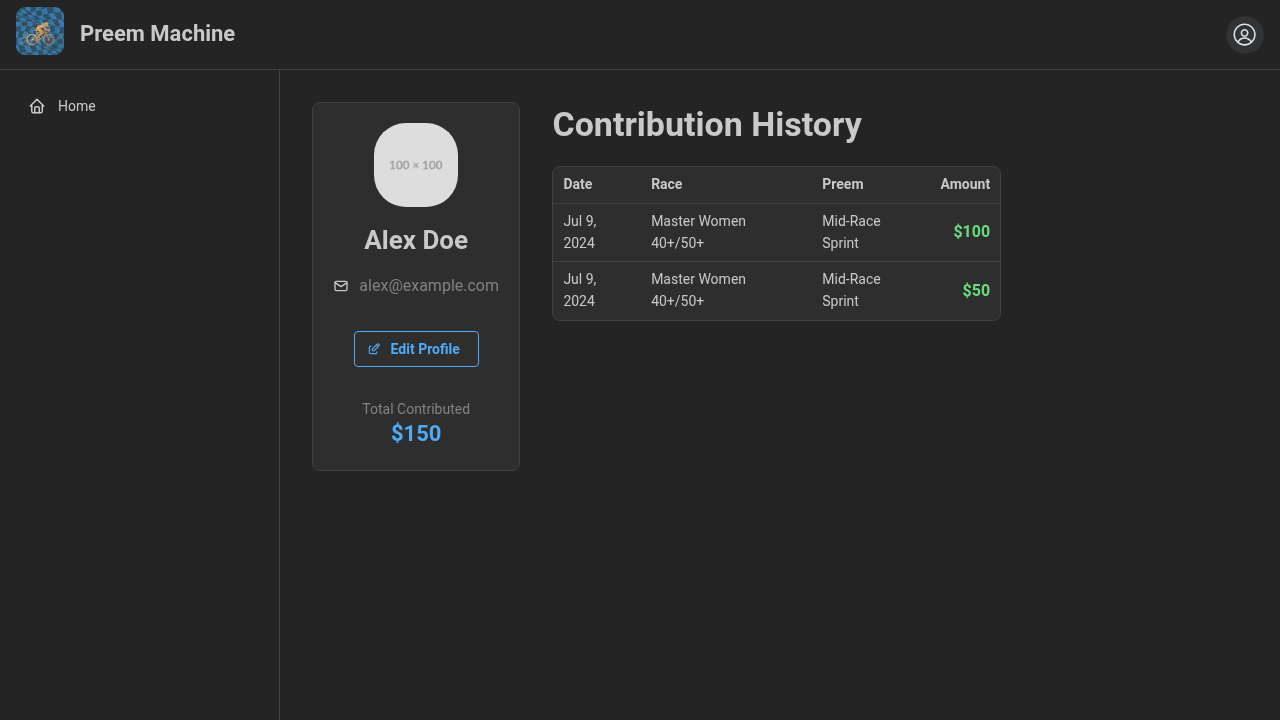 Preem Machine
Home
100 × 100
Alex Doe
alex@example.com
Edit Profile
Total Contributed
$150
Contribution History
Date Race Preem Amount
Jul 9, 2024 Master Women 40+/50+ Mid-Race Sprint $100
Jul 9, 2024 Master Women 40+/50+ Mid-Race Sprint $50